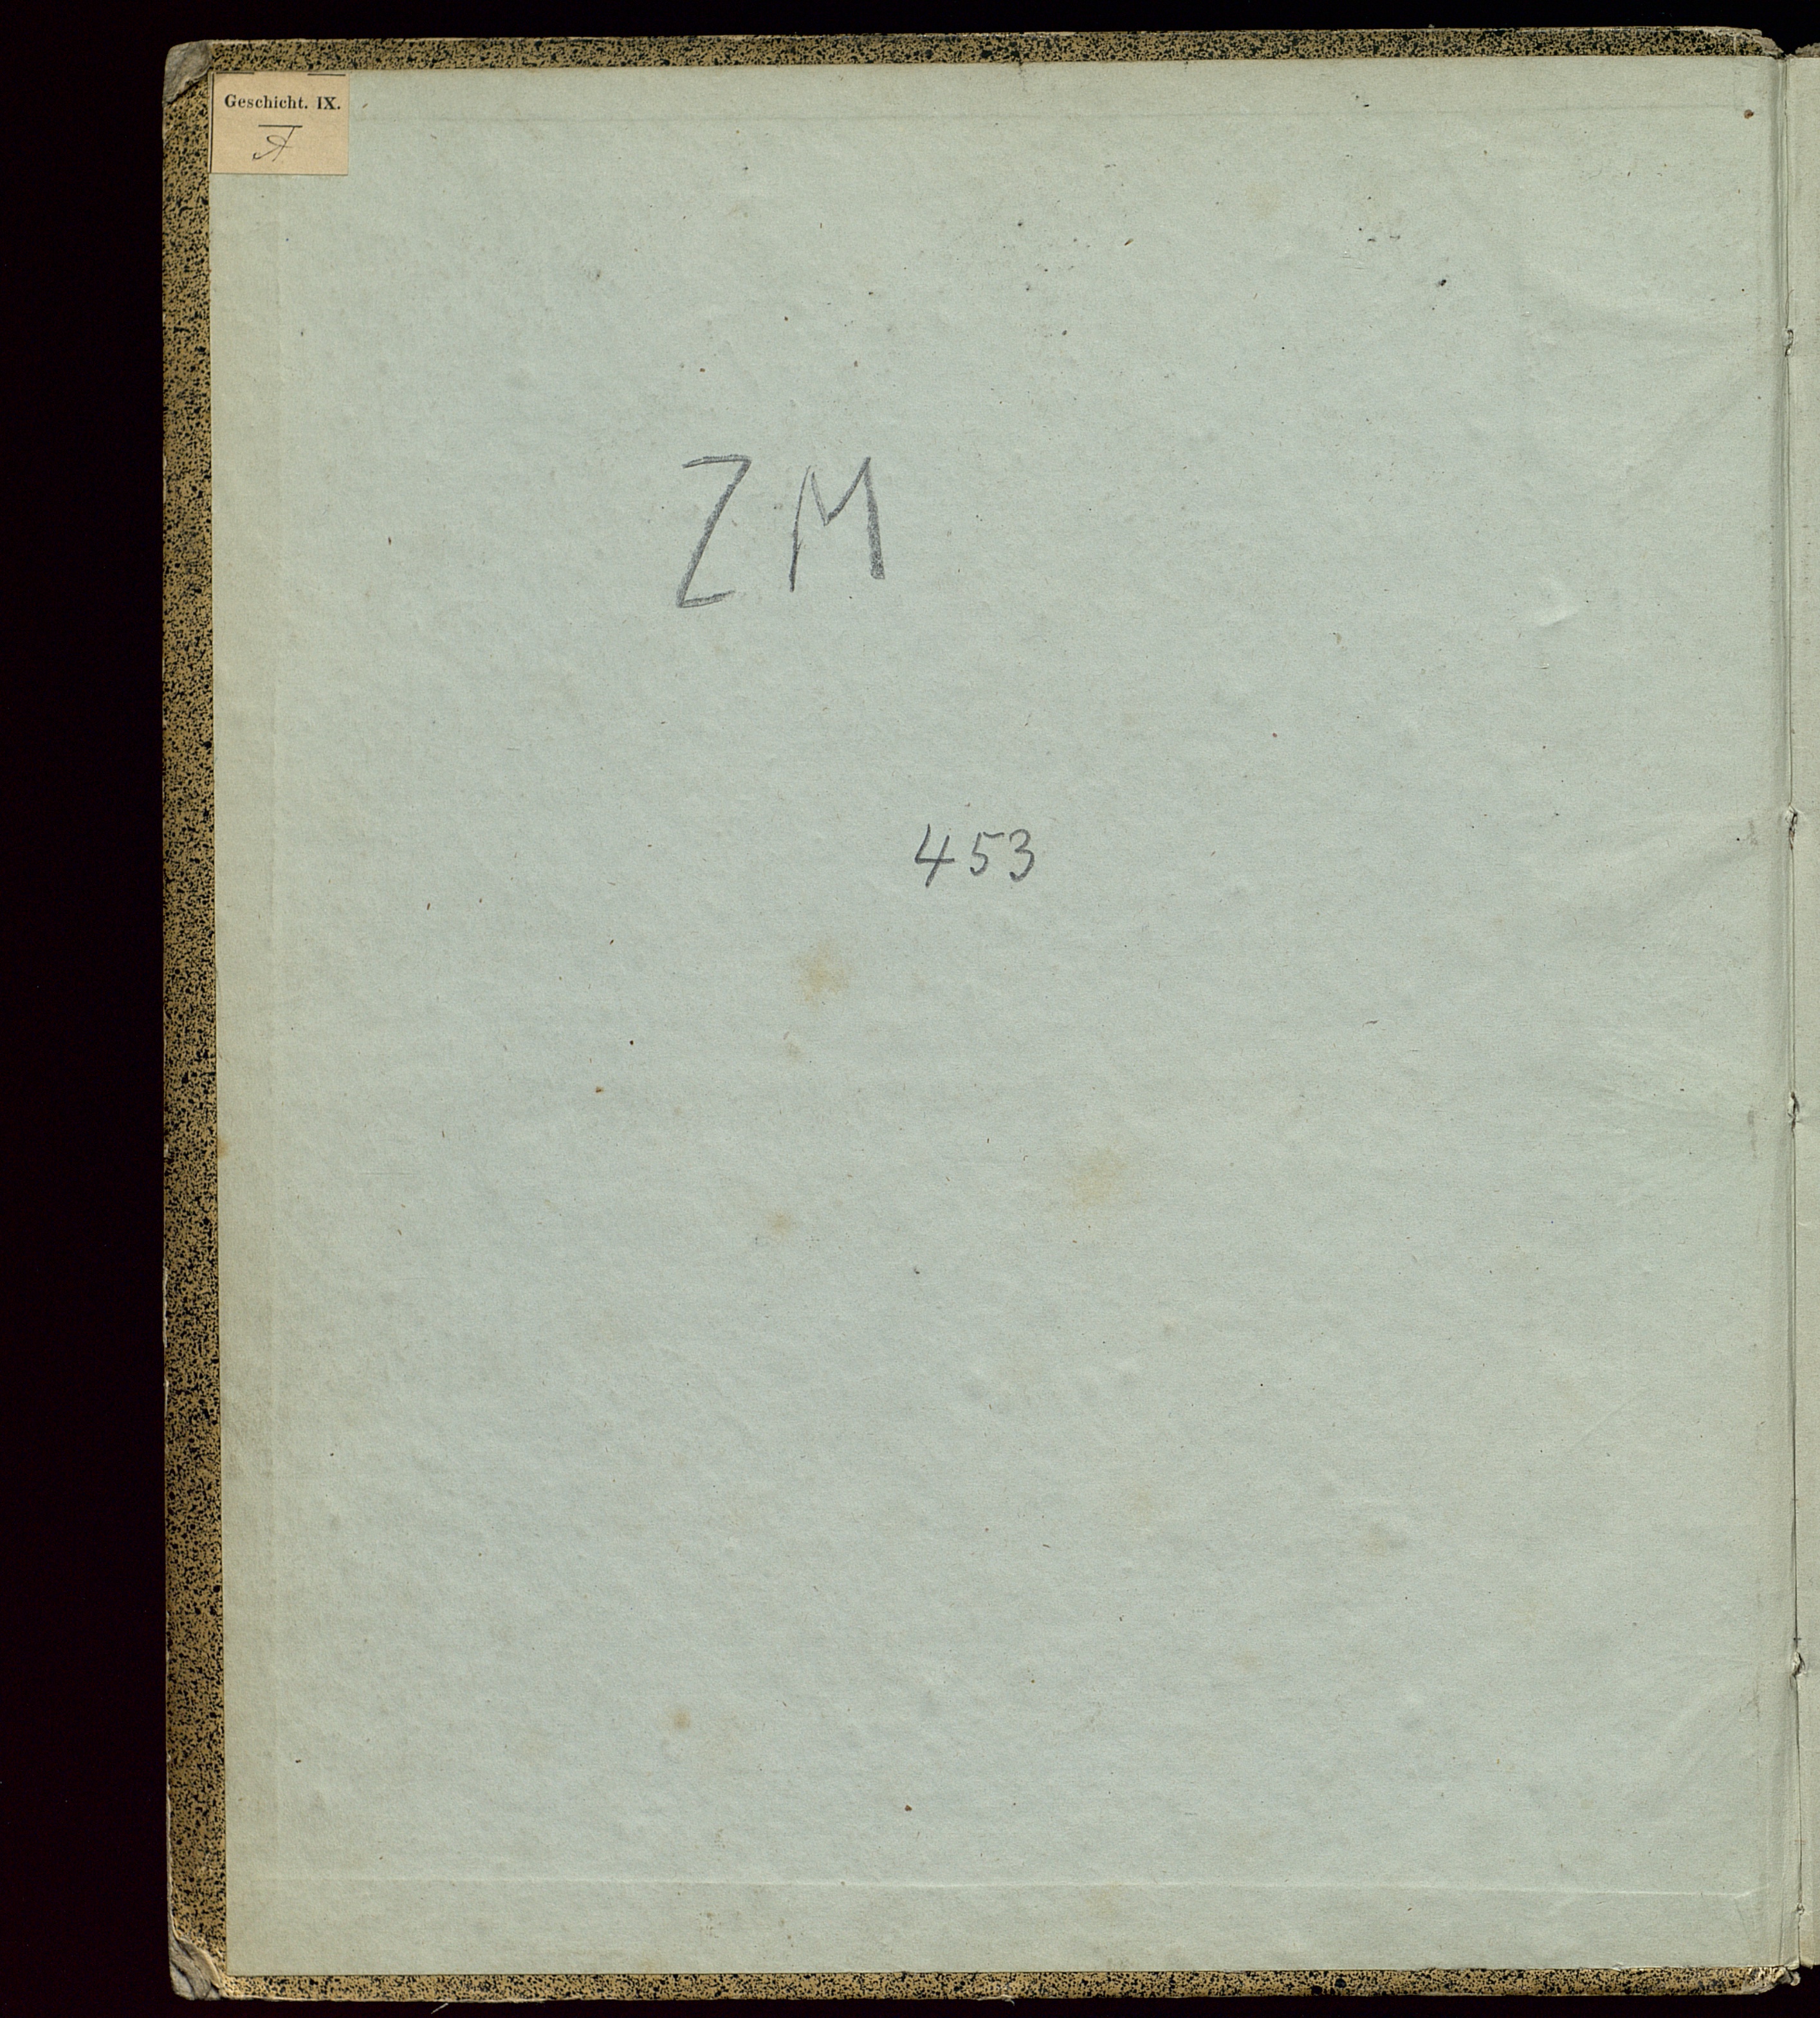 Geschicht. IX.
A
ZM
453